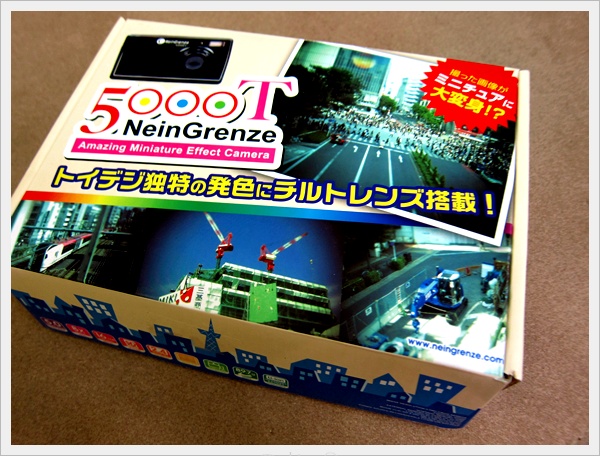 NeinGrenze
撮った画像が
ミニチュアに
大変身!?
5000T
NeinGrenze
Amazing Miniature Effect Camera
トイデジ独特の発色にチルトレンズ搭載！
www.neingrenze.com